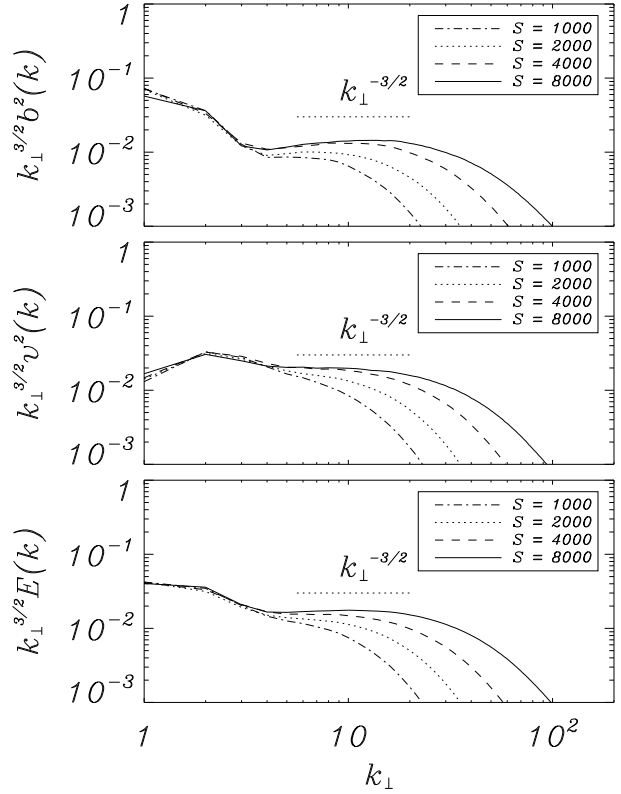 k⊥^3/2 b²(k)
1
10⁻¹
10⁻²
10⁻³
S = 1000
S = 2000
S = 4000
S = 8000
k⊥^−3/2
k⊥^3/2 v²(k)
1
10⁻¹
10⁻²
10⁻³
S = 1000
S = 2000
S = 4000
S = 8000
k⊥^−3/2
k⊥^3/2 E(k)
1
10⁻¹
10⁻²
10⁻³
S = 1000
S = 2000
S = 4000
S = 8000
k⊥^−3/2
1 10 10²
k⊥